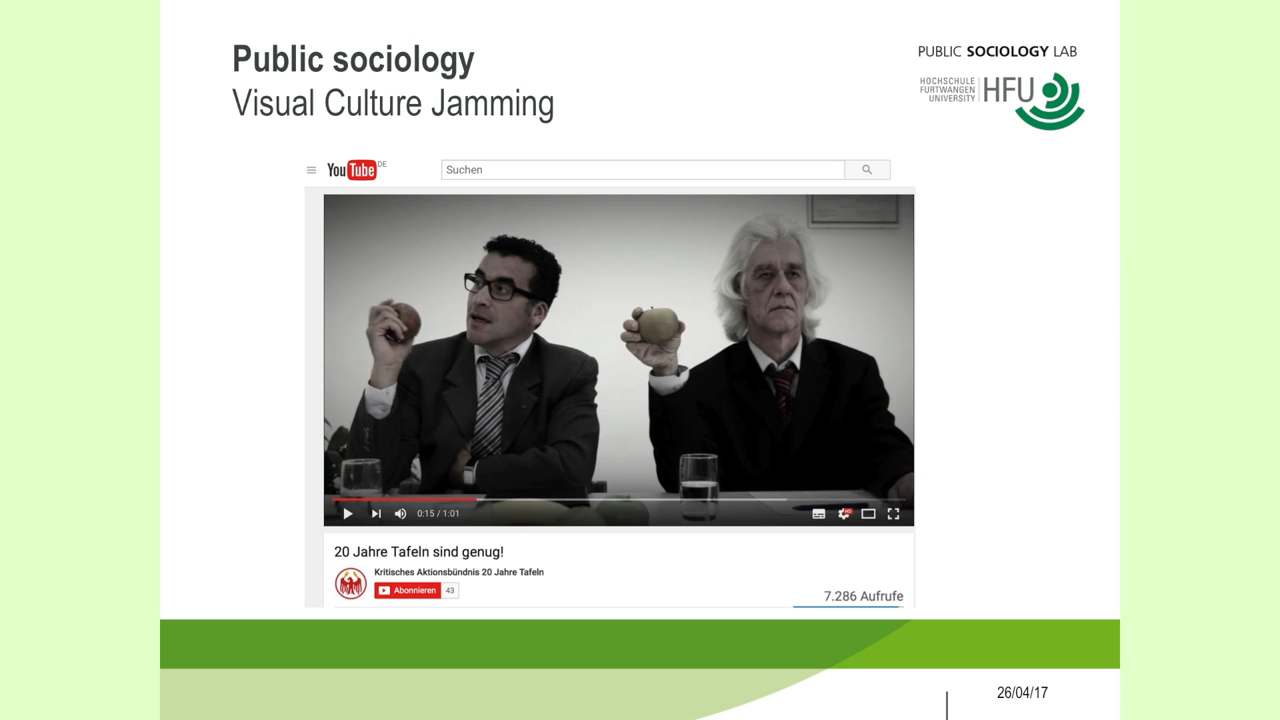 Public sociology
Visual Culture Jamming
PUBLIC SOCIOLOGY LAB
HOCHSCHULE
FURTWANGEN
UNIVERSITY
HFU
YouTube DE
Suchen
0:15 / 1:01
HD
20 Jahre Tafeln sind genug!
Kritisches Aktionsbündnis 20 Jahre Tafeln
Abonnieren 43
7.286 Aufrufe
26/04/17